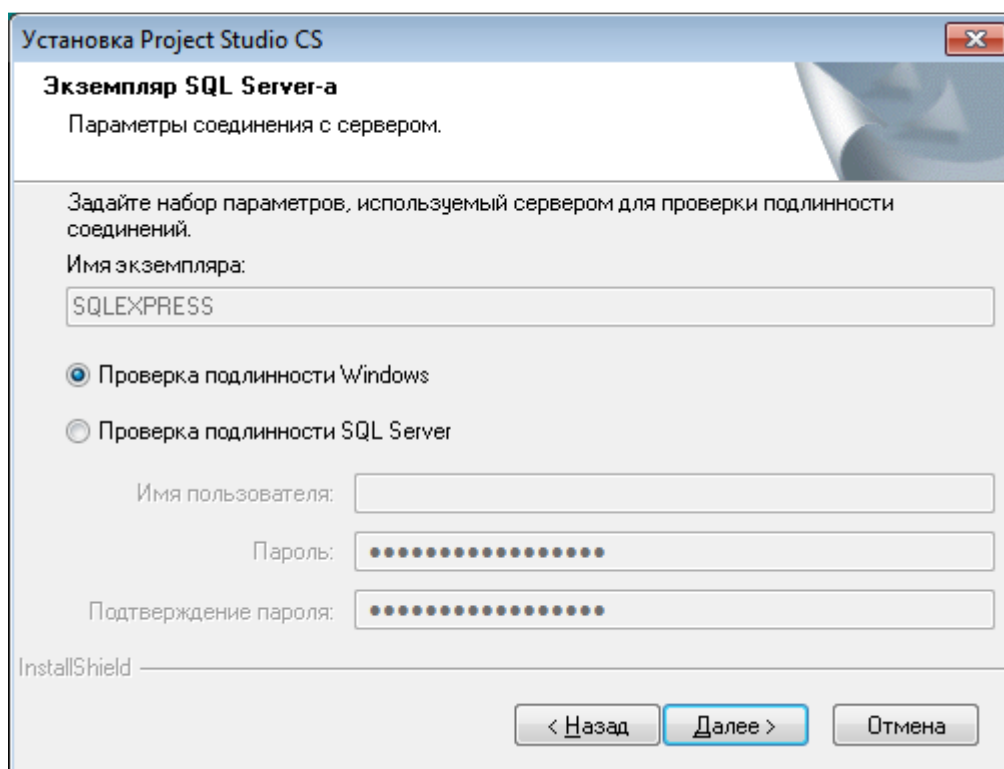 Установка Project Studio CS
Экземпляр SQL Server-а
Параметры соединения с сервером.
Задайте набор параметров, используемый сервером для проверки подлинности
соединений.
Имя экземпляра:
SQLEXPRESS
Проверка подлинности Windows
Проверка подлинности SQL Server
Имя пользователя:
Пароль: •••••••••••••••••
Подтверждение пароля: •••••••••••••••••
InstallShield
< Назад Далее > Отмена